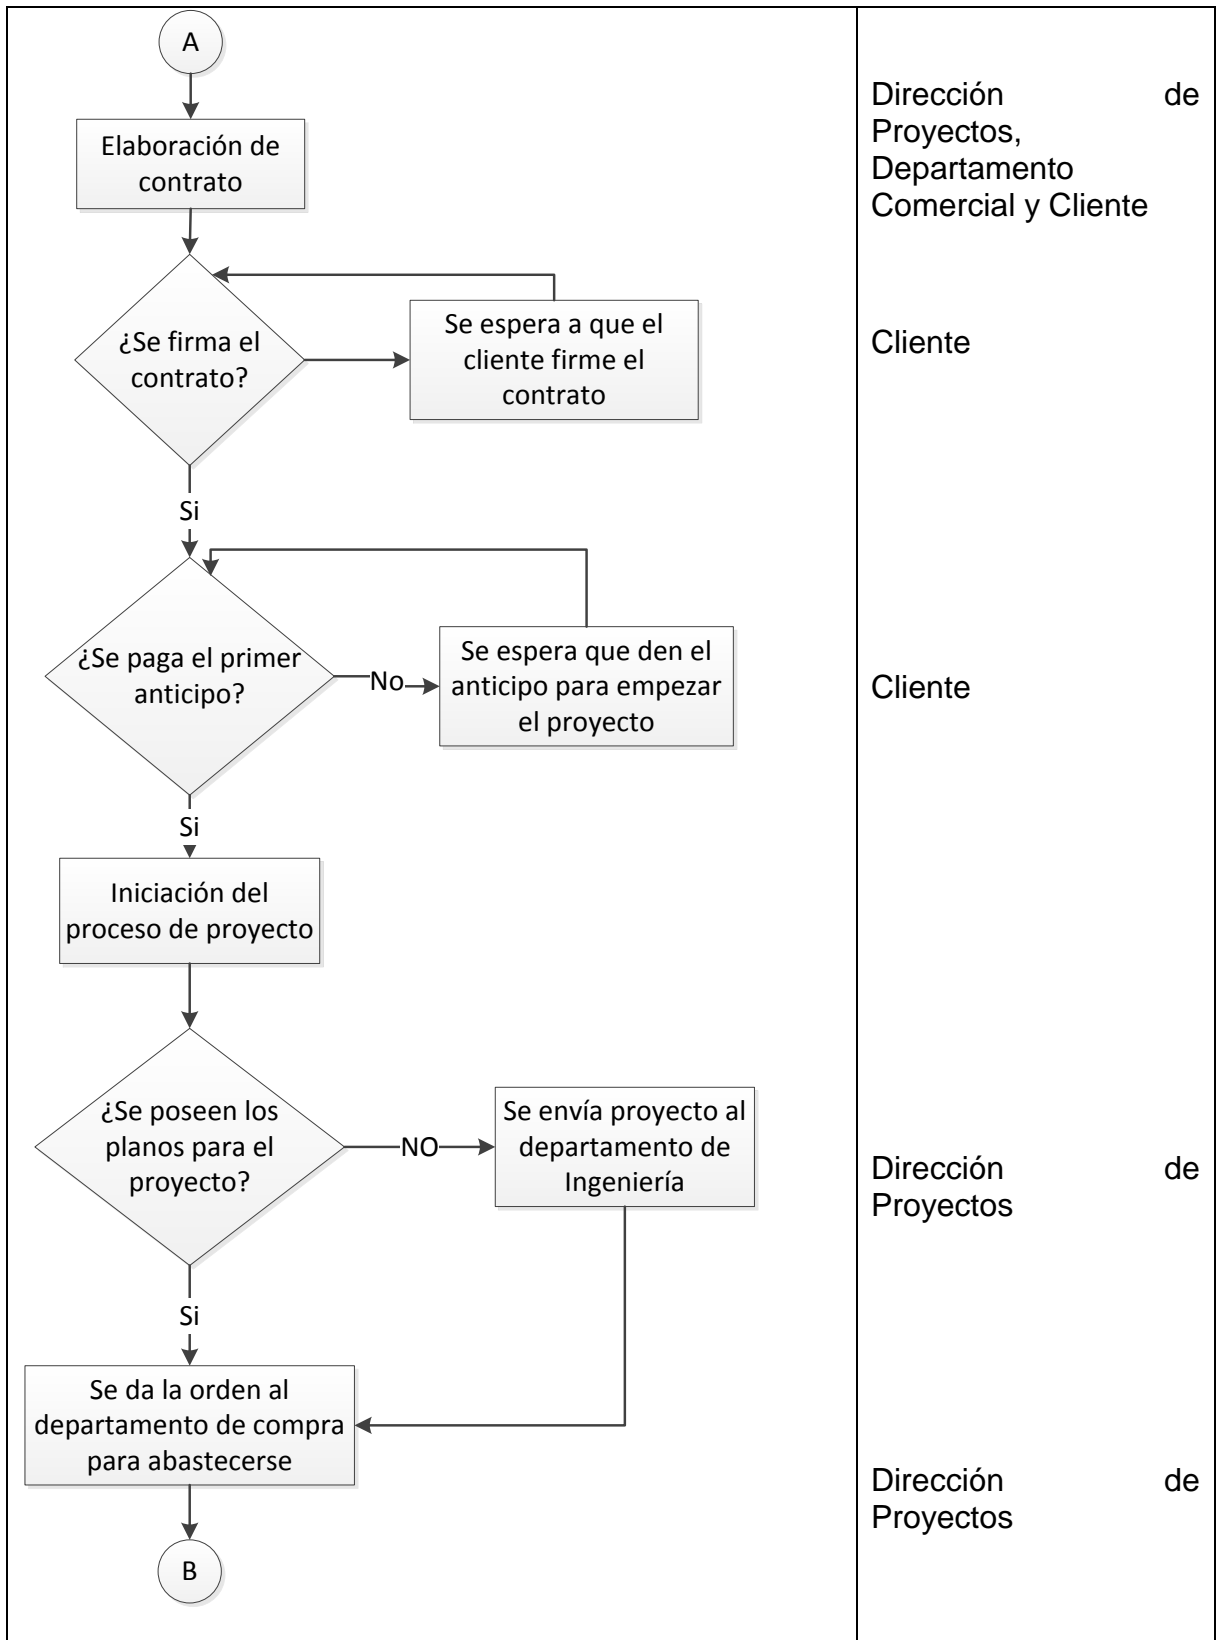 A
Elaboración de
contrato
Dirección de
Proyectos,
Departamento
Comercial y Cliente
¿Se firma el
contrato?
Se espera a que el
cliente firme el
contrato
Cliente
Si
¿Se paga el primer
anticipo?
No
Se espera que den el
anticipo para empezar
el proyecto
Cliente
Si
Iniciación del
proceso de proyecto
¿Se poseen los
planos para el
proyecto?
NO
Se envía proyecto al
departamento de
Ingeniería
Dirección de
Proyectos
Si
Se da la orden al
departamento de compra
para abastecerse
Dirección de
Proyectos
B